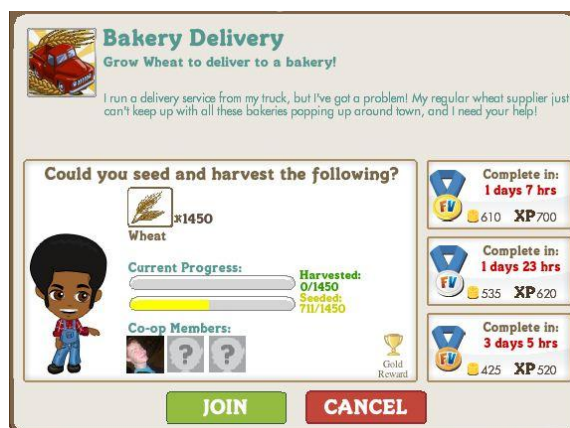 Bakery Delivery
Grow Wheat to deliver to a bakery!
I run a delivery service from my truck, but I've got a problem! My regular wheat supplier just
can't keep up with all these bakeries popping up around town, and I need your help!
Could you seed and harvest the following?
x1450
Wheat
Current Progress:
Harvested:
0/1450
Seeded:
711/1450
Co-op Members:
? ?
Gold
Reward
Complete in:
1 days 7 hrs
FV
610 XP700
Complete in:
1 days 23 hrs
FV
535 XP620
Complete in:
3 days 5 hrs
FV
425 XP520
JOIN
CANCEL